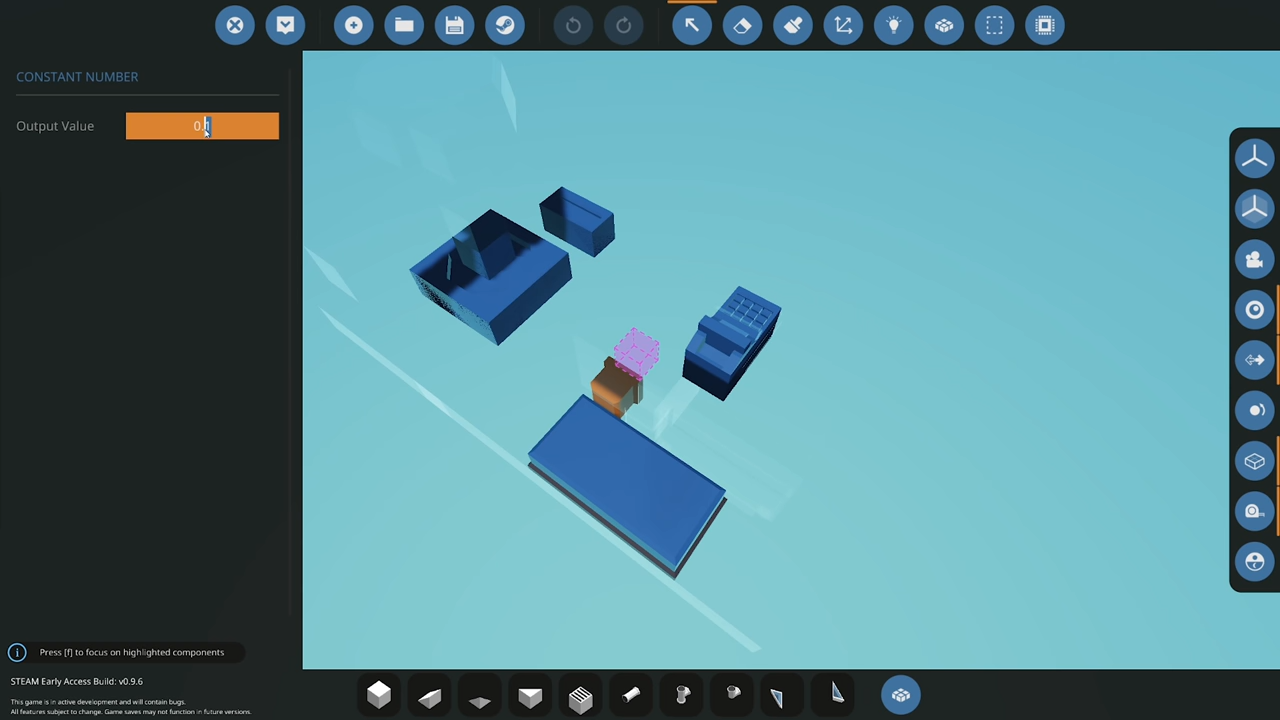 CONSTANT NUMBER
Output Value
0.1
Press [f] to focus on highlighted components
STEAM Early Access Build: v0.9.6
This game is in active development and will contain bugs.
All features subject to change. Game saves may not function in future versions.